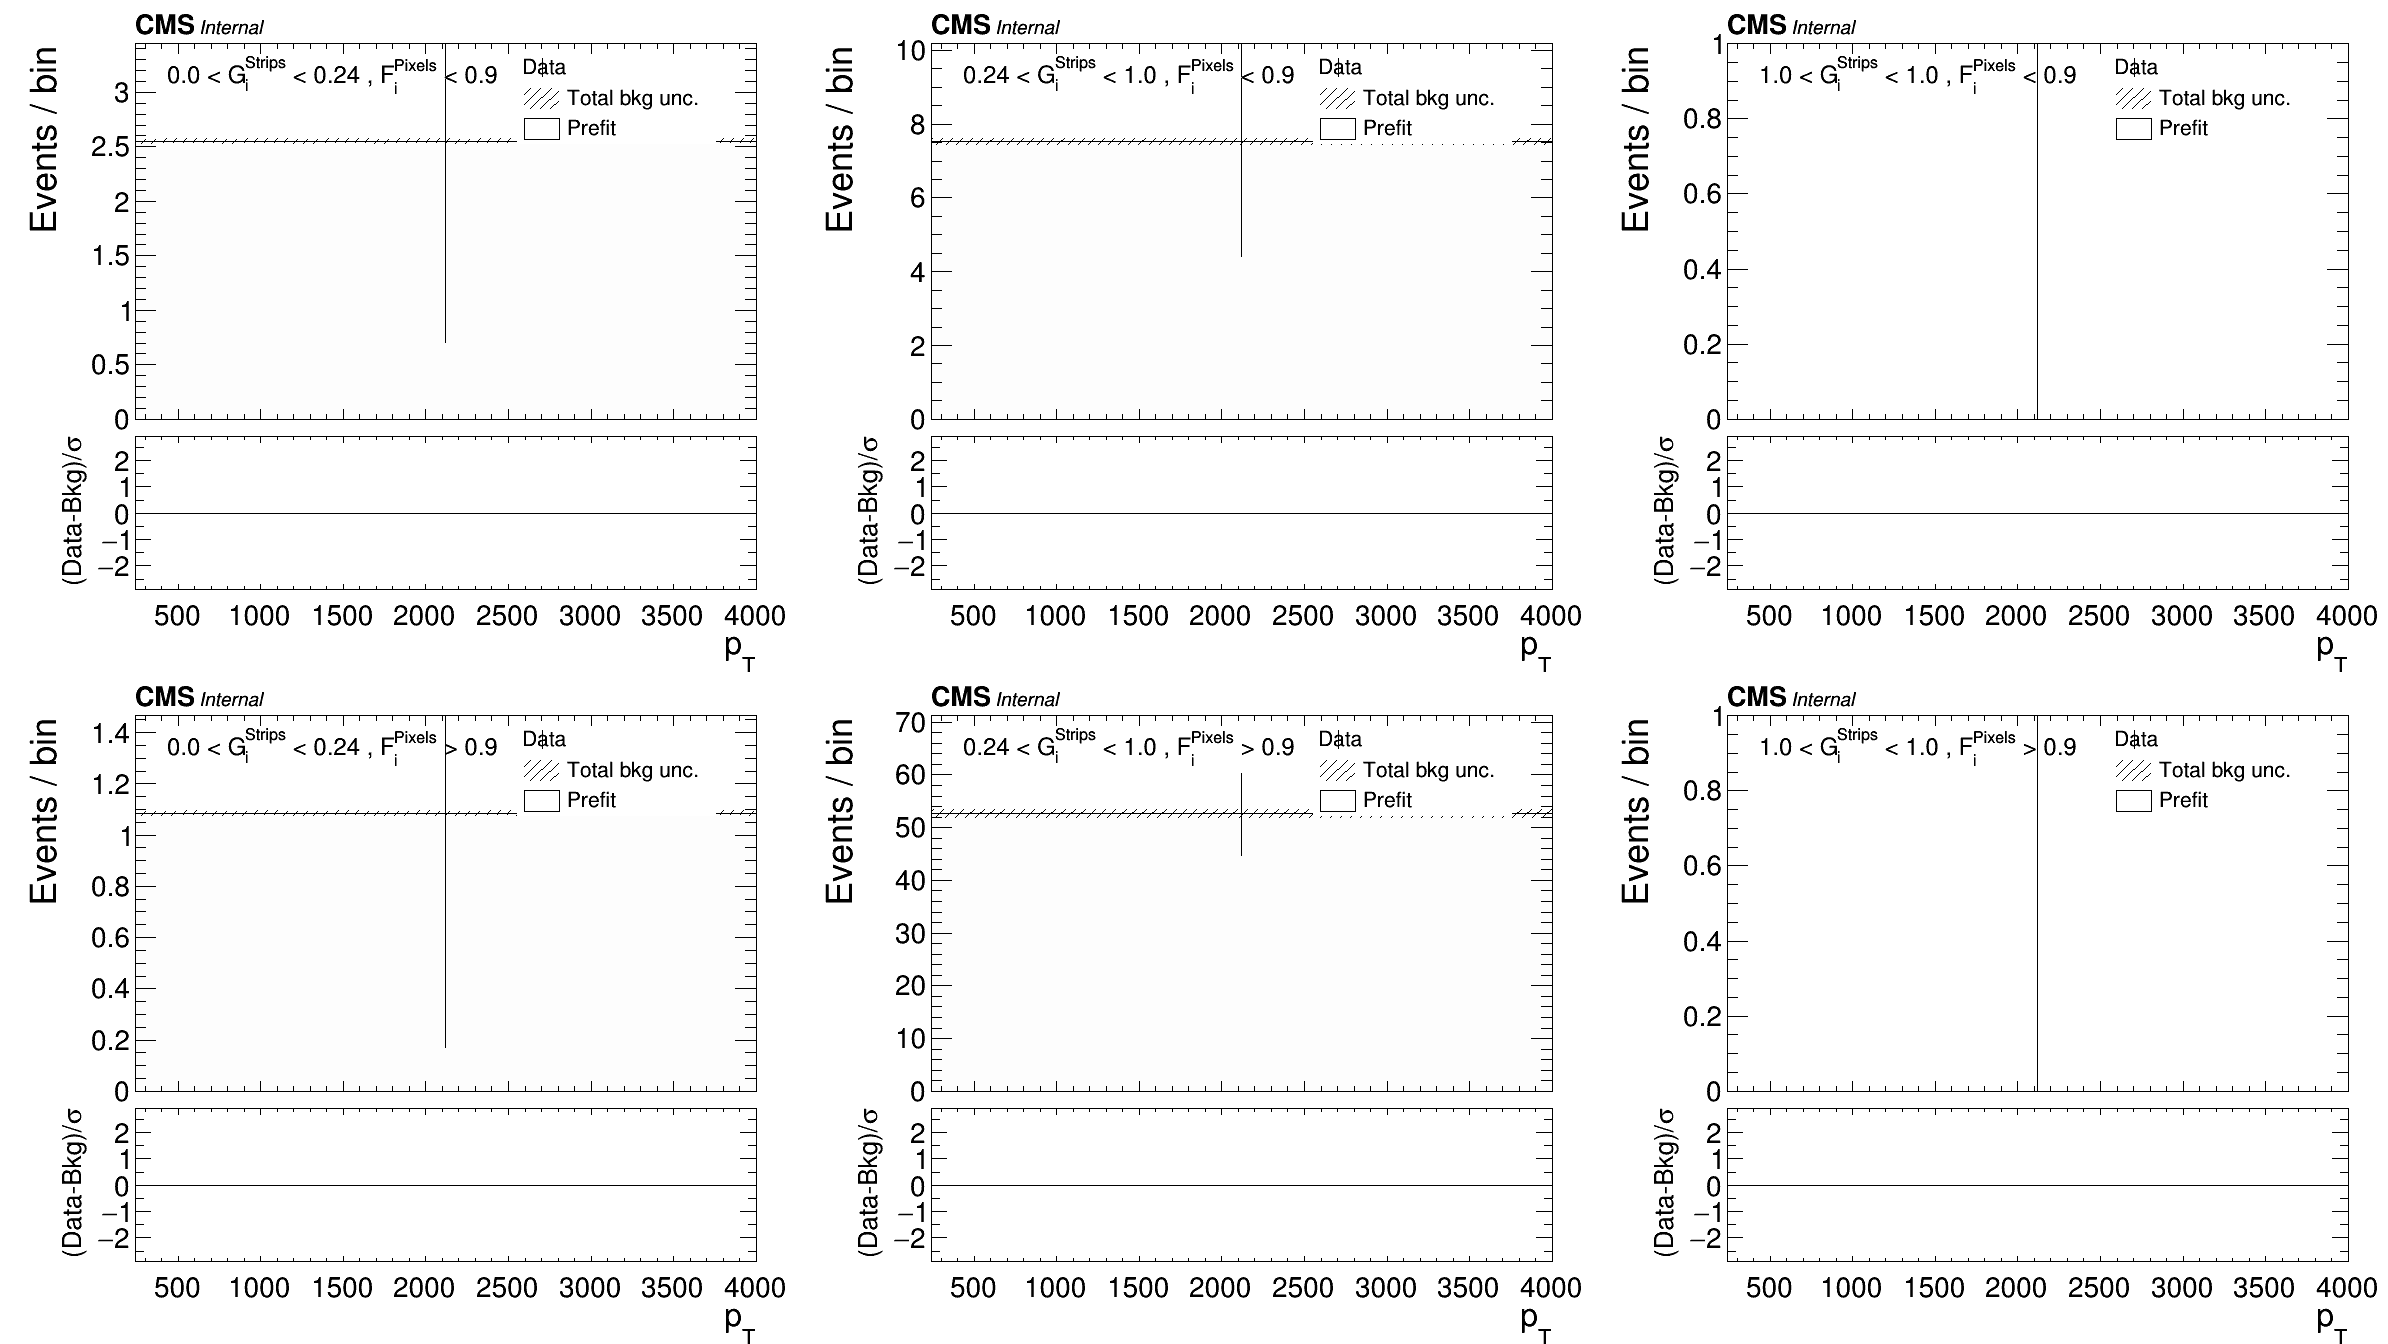 CMS Internal
Events / bin
0.0 < G_i^Strips < 0.24 , F_i^Pixels < 0.9
Data
Total bkg unc.
Prefit
3
2.5
2
1.5
1
0.5
0
(Data-Bkg)/σ
2
1
0
−1
−2
500 1000 1500 2000 2500 3000 3500 4000
p_T
CMS Internal
Events / bin
0.24 < G_i^Strips < 1.0 , F_i^Pixels < 0.9
Data
Total bkg unc.
Prefit
10
8
6
4
2
0
(Data-Bkg)/σ
2
1
0
−1
−2
500 1000 1500 2000 2500 3000 3500 4000
p_T
CMS Internal
Events / bin
1.0 < G_i^Strips < 1.0 , F_i^Pixels < 0.9
Data
Total bkg unc.
Prefit
1
0.8
0.6
0.4
0.2
0
(Data-Bkg)/σ
2
1
0
−1
−2
500 1000 1500 2000 2500 3000 3500 4000
p_T
CMS Internal
Events / bin
0.0 < G_i^Strips < 0.24 , F_i^Pixels > 0.9
Data
Total bkg unc.
Prefit
1.4
1.2
1
0.8
0.6
0.4
0.2
0
(Data-Bkg)/σ
2
1
0
−1
−2
500 1000 1500 2000 2500 3000 3500 4000
p_T
CMS Internal
Events / bin
0.24 < G_i^Strips < 1.0 , F_i^Pixels > 0.9
Data
Total bkg unc.
Prefit
70
60
50
40
30
20
10
0
(Data-Bkg)/σ
2
1
0
−1
−2
500 1000 1500 2000 2500 3000 3500 4000
p_T
CMS Internal
Events / bin
1.0 < G_i^Strips < 1.0 , F_i^Pixels > 0.9
Data
Total bkg unc.
Prefit
1
0.8
0.6
0.4
0.2
0
(Data-Bkg)/σ
2
1
0
−1
−2
500 1000 1500 2000 2500 3000 3500 4000
p_T